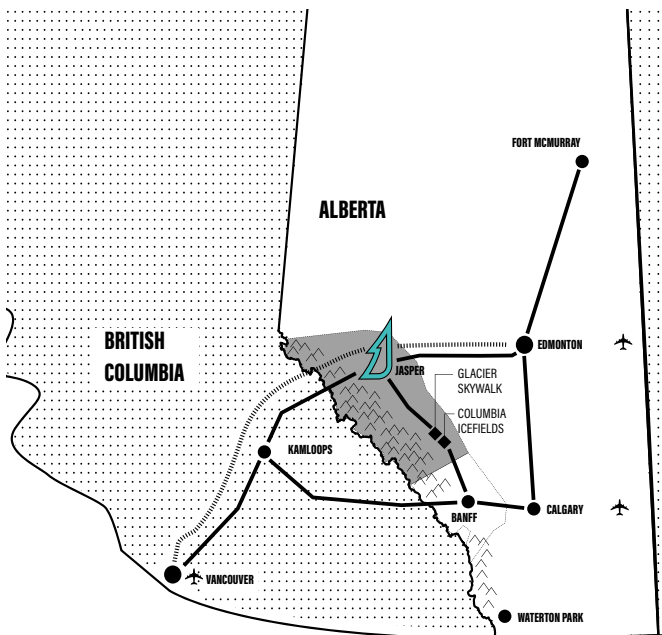 FORT MCMURRAY
ALBERTA
BRITISH
COLUMBIA
EDMONTON
JASPER
GLACIER
SKYWALK
COLUMBIA
ICEFIELDS
KAMLOOPS
BANFF
CALGARY
VANCOUVER
WATERTON PARK